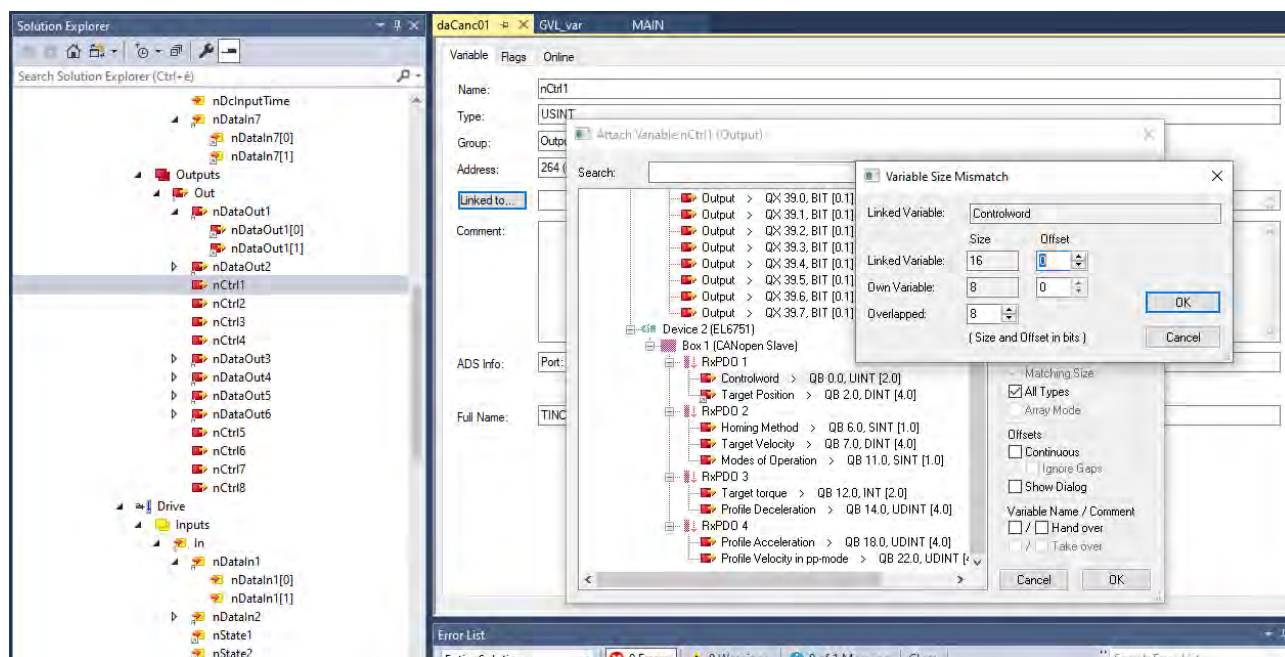 Solution Explorer
Search Solution Explorer (Ctrl+è)
nDcInputTime
nDataIn7
nDataIn7[0]
nDataIn7[1]
Outputs
Out
nDataOut1
nDataOut1[0]
nDataOut1[1]
nDataOut2
nCtrl1
nCtrl2
nCtrl3
nCtrl4
nDataOut3
nDataOut4
nDataOut5
nDataOut6
nCtrl5
nCtrl6
nCtrl7
nCtrl8
Drive
Inputs
In
nDataIn1
nDataIn1[0]
nDataIn1[1]
nDataIn2
nState1
nState2
daCanc01 GVL_var MAIN
Variable Flags Online
Name: nCtrl1
Type: USINT
Group:
Address: 264 (
Linked to...
Comment:
ADS Info: Port:
Full Name: TINC
Attach Variable nCtrl1 (Output)
Search:
Output > QX 39.0, BIT [0.1]
Output > QX 39.1, BIT [0.1]
Output > QX 39.2, BIT [0.1]
Output > QX 39.3, BIT [0.1]
Output > QX 39.4, BIT [0.1]
Output > QX 39.5, BIT [0.1]
Output > QX 39.6, BIT [0.1]
Output > QX 39.7, BIT [0.1]
Device 2 (EL6751)
Box 1 (CANopen Slave)
RxPDO 1
Controlword > QB 0.0, UINT [2.0]
Target Position > QB 2.0, DINT [4.0]
RxPDO 2
Homing Method > QB 6.0, SINT [1.0]
Target Velocity > QB 7.0, DINT [4.0]
Modes of Operation > QB 11.0, SINT [1.0]
RxPDO 3
Target torque > QB 12.0, INT [2.0]
Profile Deceleration > QB 14.0, UDINT [4.0]
RxPDO 4
Profile Acceleration > QB 18.0, UDINT [4.0]
Profile Velocity in pp-mode > QB 22.0, UDINT [4
Matching Size
All Types
Array Mode
Offsets
Continuous
Ignore Gaps
Show Dialog
Variable Name / Comment
/ Hand over
/ Take over
Cancel OK
Variable Size Mismatch
Linked Variable: Controlword
Size Offset
Linked Variable: 16 0
Own Variable: 8 0
Overlapped: 8
( Size and Offset in bits )
OK
Cancel
Error List